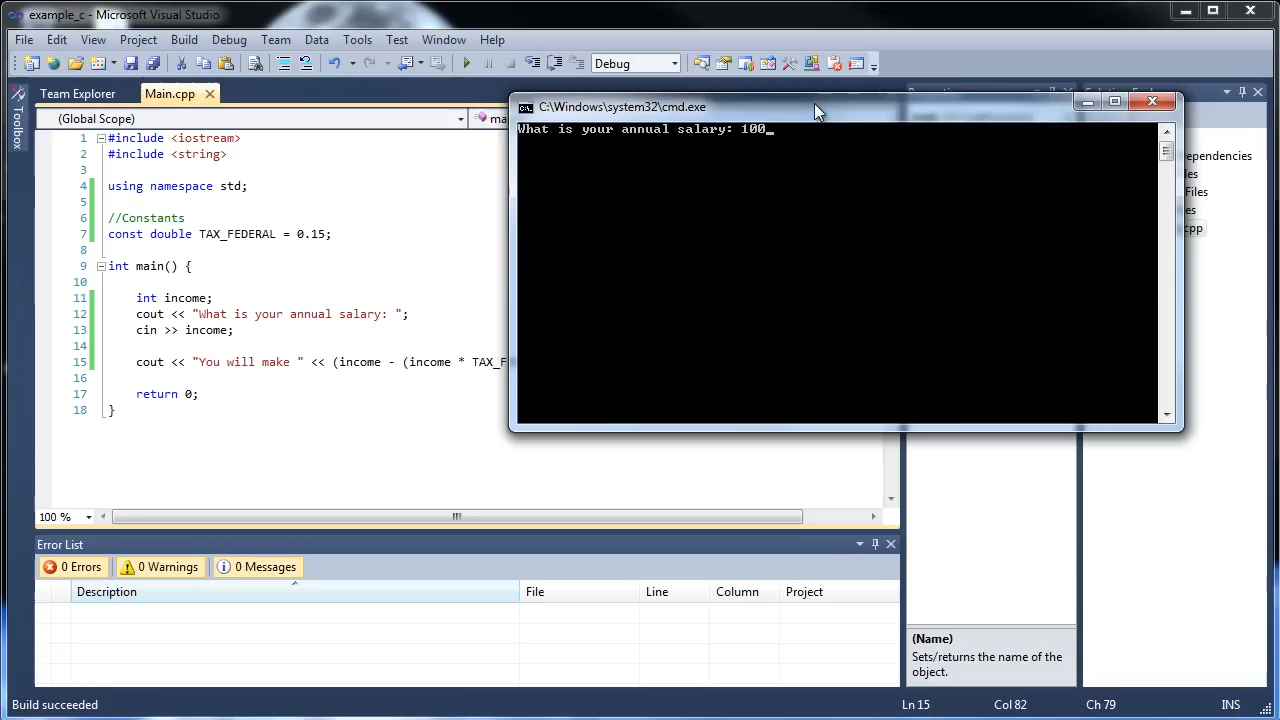 example_c - Microsoft Visual Studio
File Edit View Project Build Debug Team Data Tools Test Window Help
Debug
Team Explorer Main.cpp
(Global Scope)
Toolbox
1 #include <iostream>
2 #include <string>
3
4 using namespace std;
5
6 //Constants
7 const double TAX_FEDERAL = 0.15;
8
9 int main() {
10
11 int income;
12 cout << "What is your annual salary: ";
13 cin >> income;
14
15 cout << "You will make " << (income - (income * TAX_F
16
17 return 0;
18 }
C:\Windows\system32\cmd.exe
What is your annual salary: 100_
ependencies
les
Files
es
cpp
100 %
Error List
0 Errors 0 Warnings 0 Messages
Description File Line Column Project
(Name)
Sets/returns the name of the
object.
Build succeeded Ln 15 Col 82 Ch 79 INS